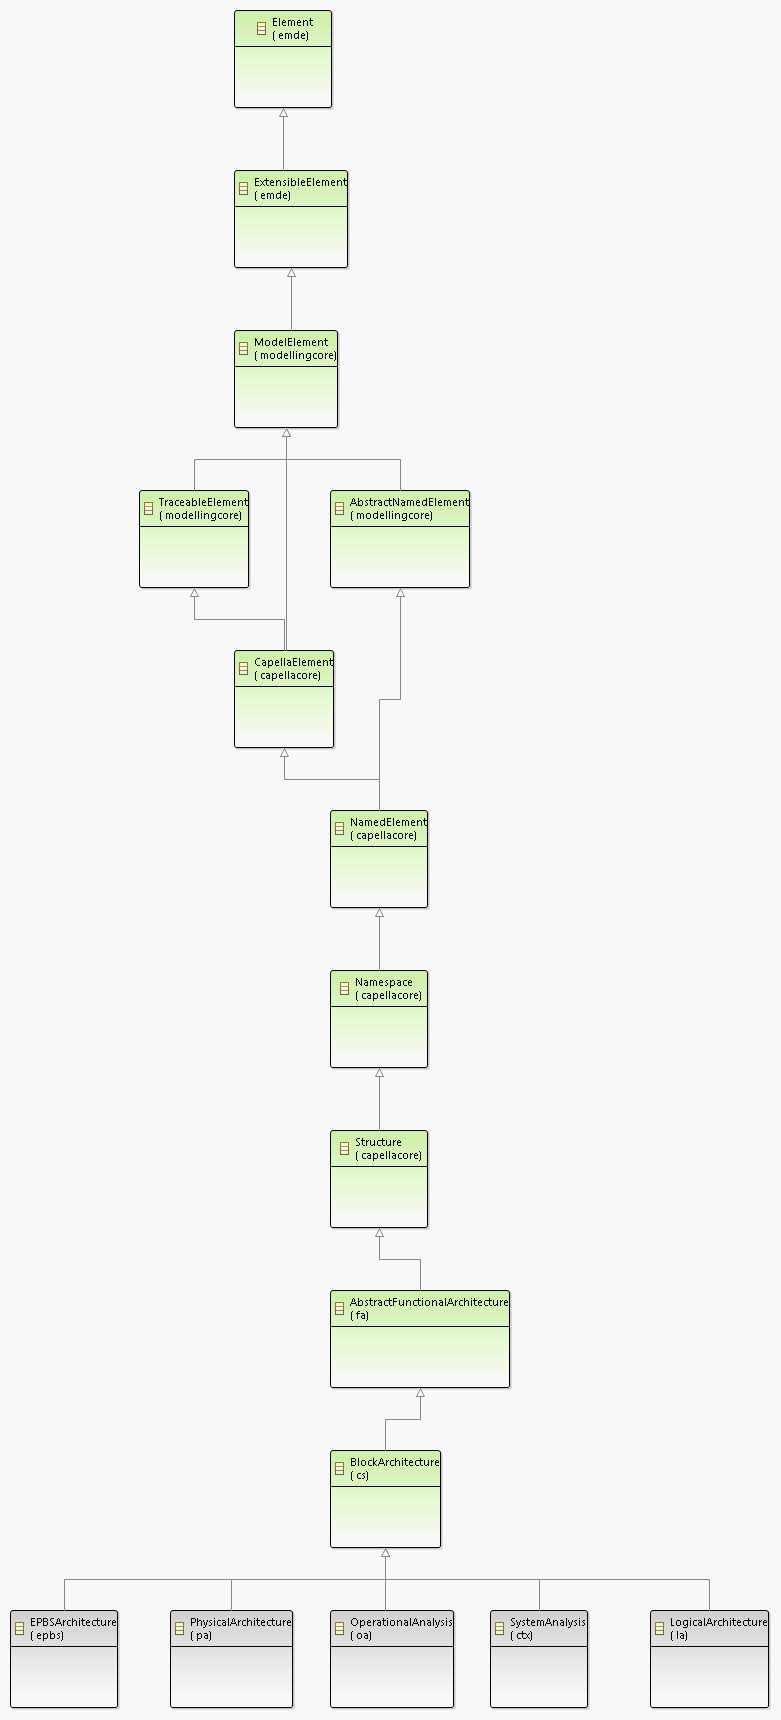 Element
( emde)
ExtensibleElement
( emde)
ModelElement
( modellingcore)
TraceableElement
( modellingcore)
AbstractNamedElement
( modellingcore)
CapellaElement
( capellacore)
NamedElement
( capellacore)
Namespace
( capellacore)
Structure
( capellacore)
AbstractFunctionalArchitecture
( fa)
BlockArchitecture
( cs)
EPBSArchitecture
( epbs)
PhysicalArchitecture
( pa)
OperationalAnalysis
( oa)
SystemAnalysis
( ctx)
LogicalArchitecture
( la)